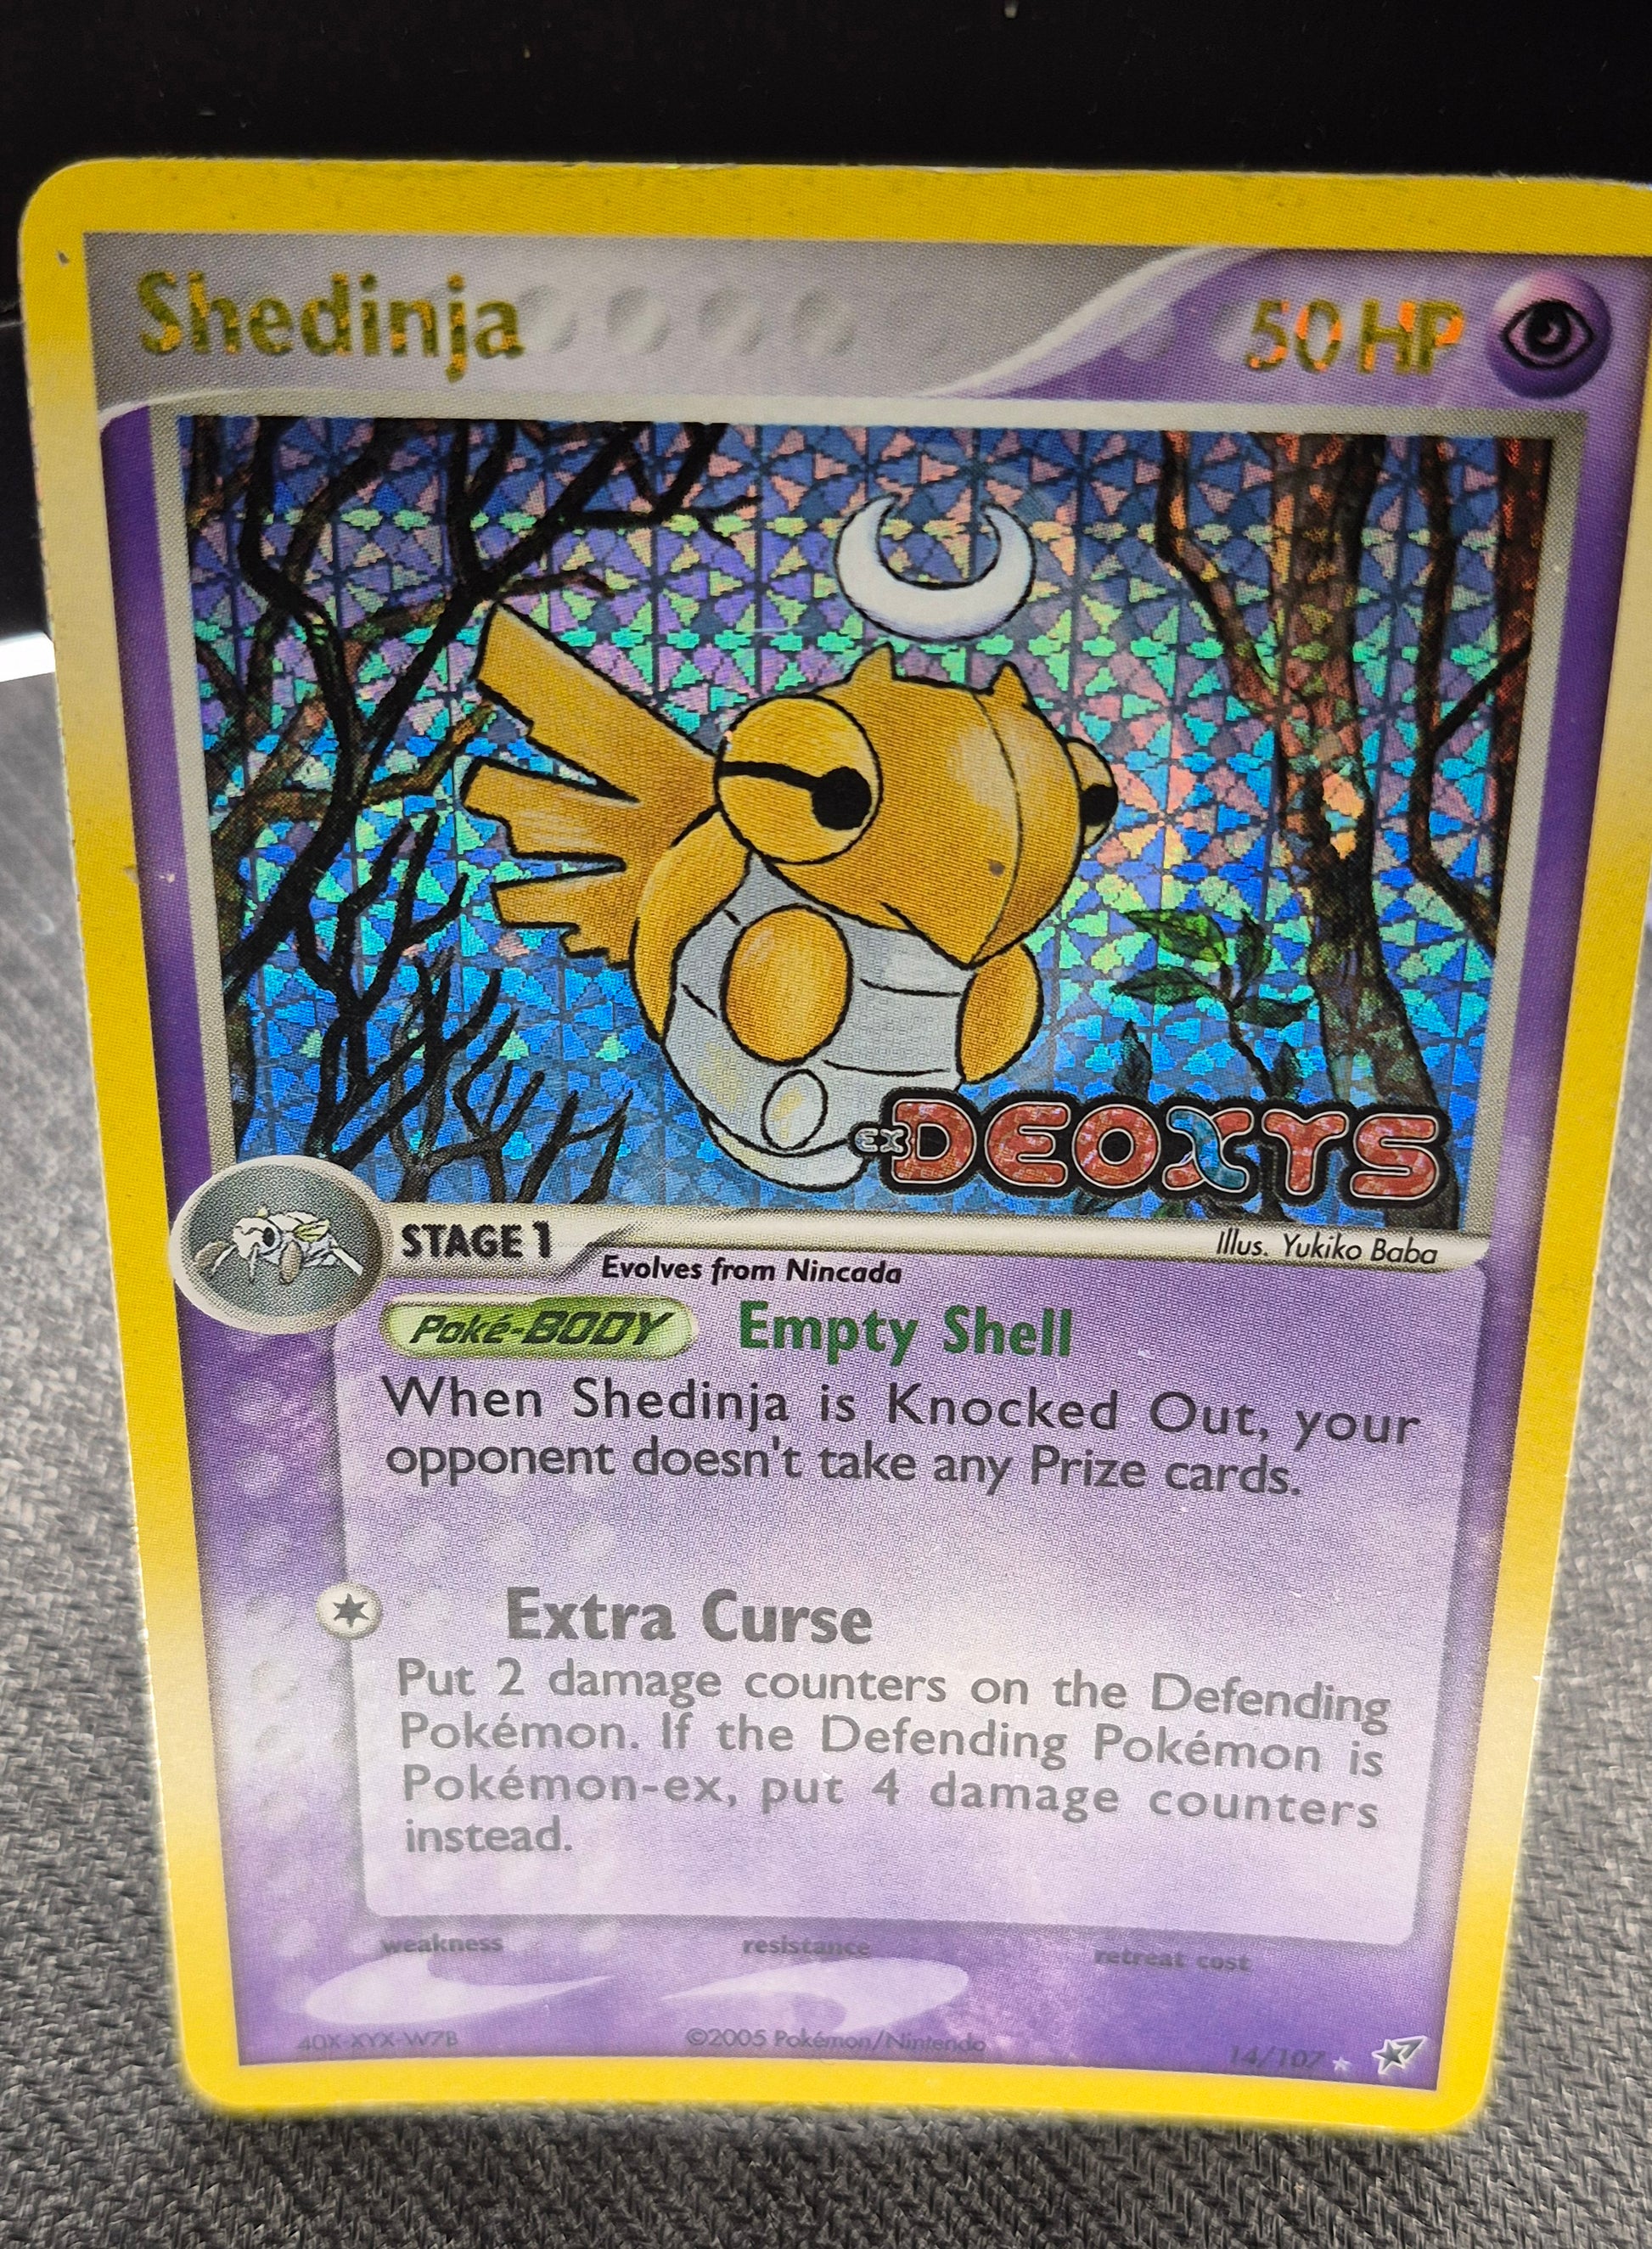 Shedinja 50 HP
ex DEOXYS
STAGE 1
Illus. Yukiko Baba
Evolves from Nincada
Poké-BODY Empty Shell
When Shedinja is Knocked Out, your
opponent doesn't take any Prize cards.
Extra Curse
Put 2 damage counters on the Defending
Pokémon. If the Defending Pokémon is
Pokémon-ex, put 4 damage counters
instead.
weakness resistance retreat cost
40X-XYX-W7B ©2005 Pokémon/Nintendo 14/107